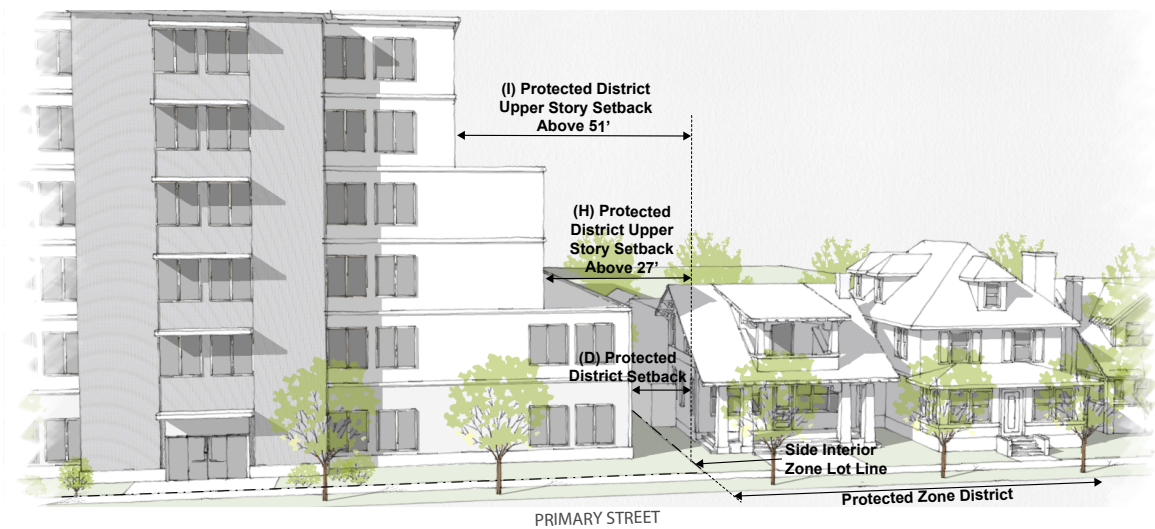 (I) Protected District
Upper Story Setback
Above 51’
(H) Protected
District Upper
Story Setback
Above 27’
(D) Protected
District Setback
Side Interior
Zone Lot Line
Protected Zone District
PRIMARY STREET